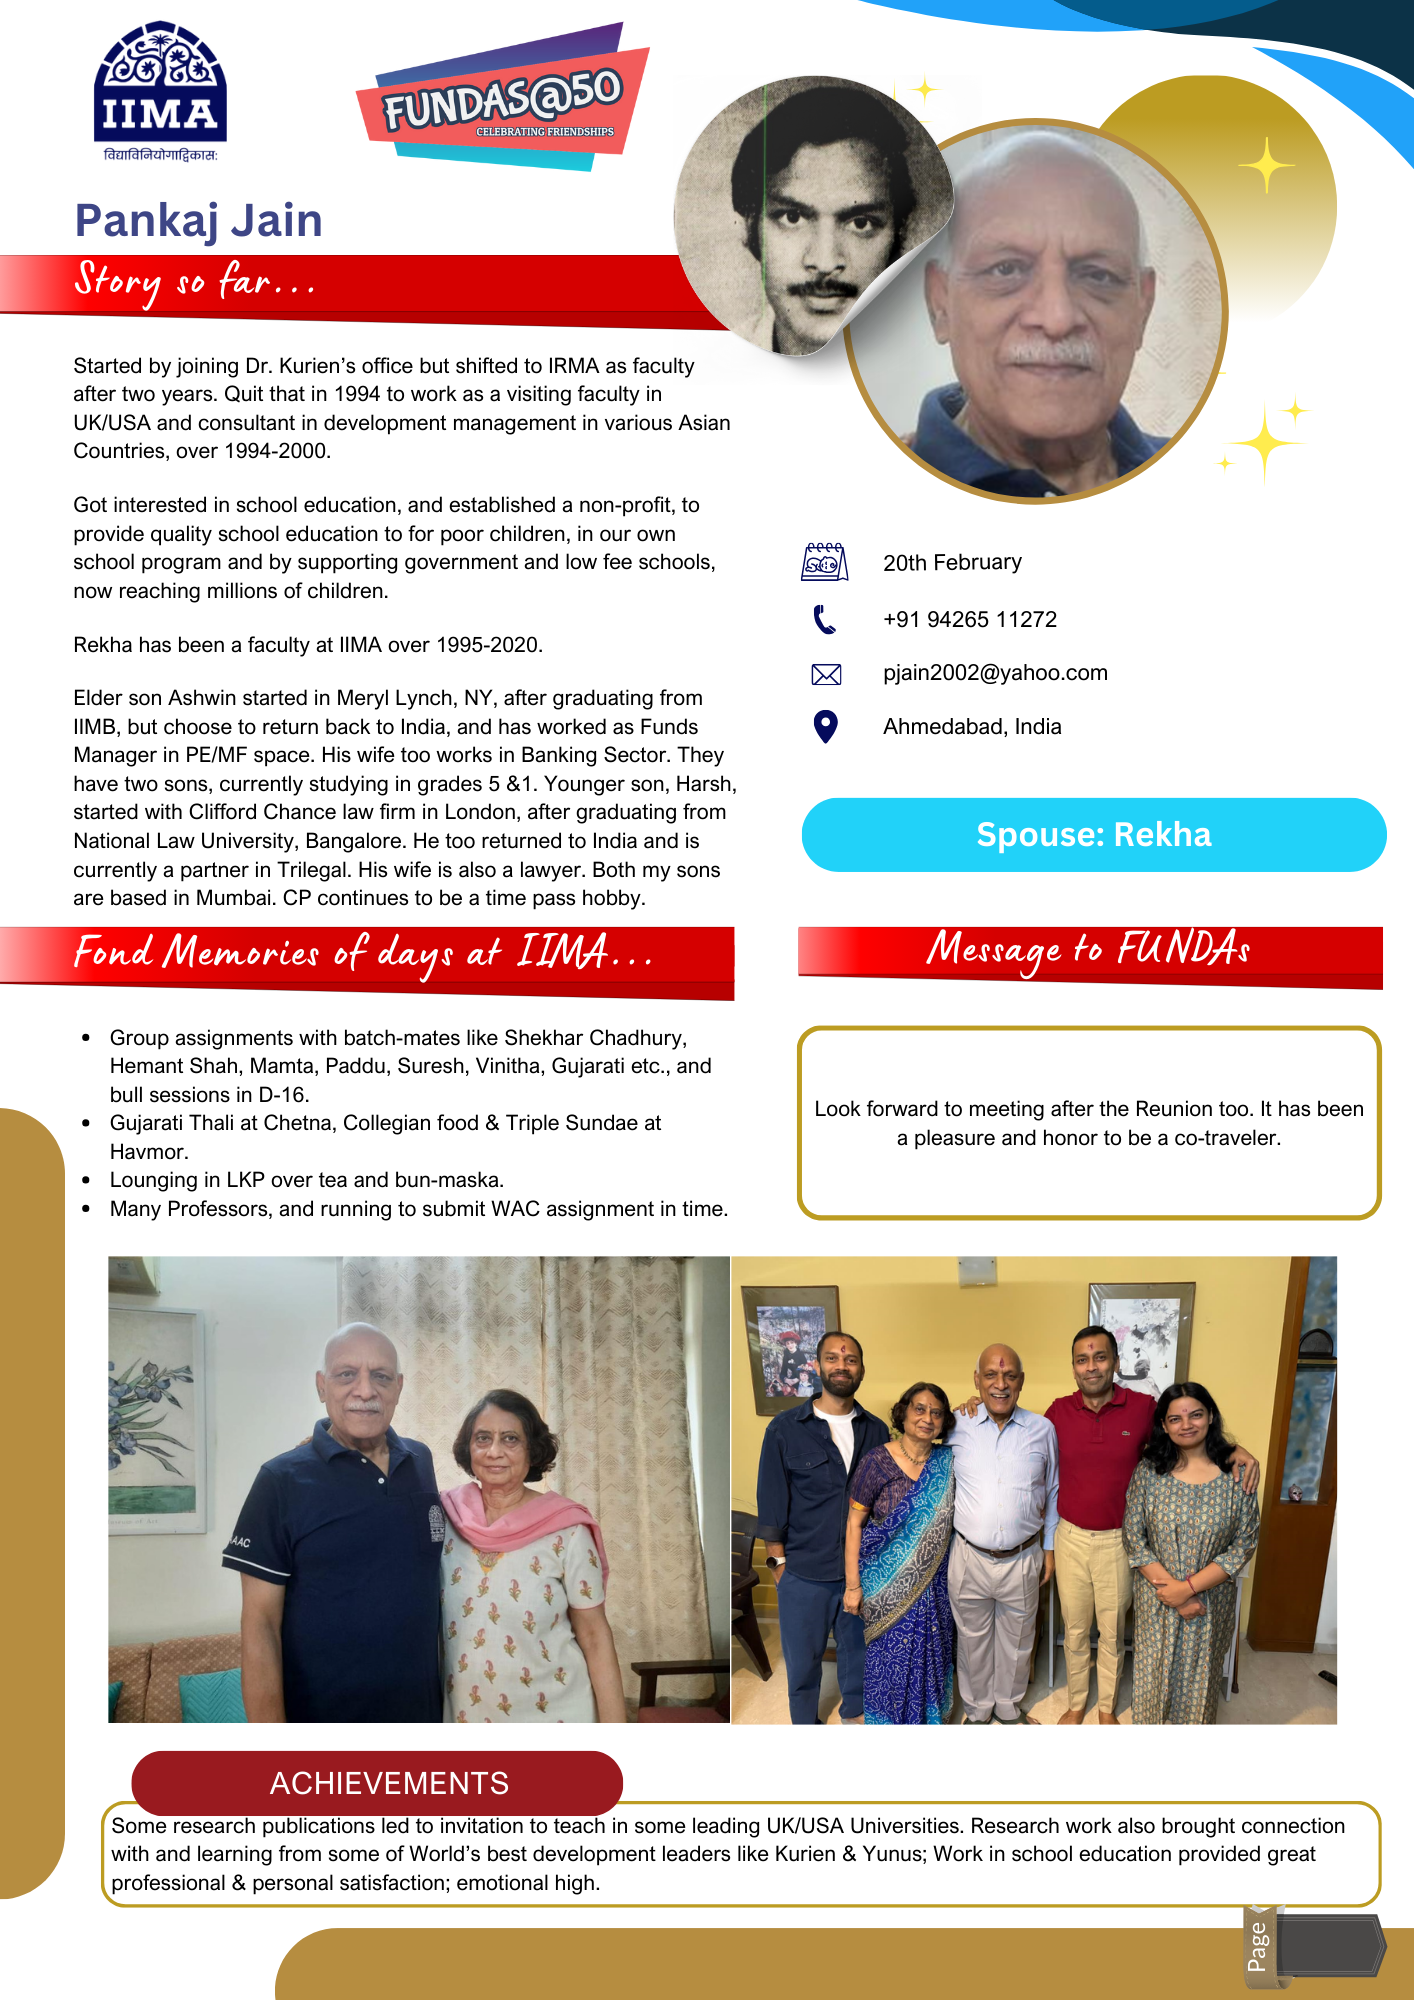 IIMA
विद्याविनियोगाद्विकास:
FUNDAS@50
CELEBRATING FRIENDSHIPS
Pankaj Jain
Story so far...
Started by joining Dr. Kurien’s office but shifted to IRMA as faculty
after two years. Quit that in 1994 to work as a visiting faculty in
UK/USA and consultant in development management in various Asian
Countries, over 1994-2000.
Got interested in school education, and established a non-profit, to
provide quality school education to for poor children, in our own
school program and by supporting government and low fee schools,
now reaching millions of children.
Rekha has been a faculty at IIMA over 1995-2020.
Elder son Ashwin started in Meryl Lynch, NY, after graduating from
IIMB, but choose to return back to India, and has worked as Funds
Manager in PE/MF space. His wife too works in Banking Sector. They
have two sons, currently studying in grades 5 &1. Younger son, Harsh,
started with Clifford Chance law firm in London, after graduating from
National Law University, Bangalore. He too returned to India and is
currently a partner in Trilegal. His wife is also a lawyer. Both my sons
are based in Mumbai. CP continues to be a time pass hobby.
20th February
+91 94265 11272
pjain2002@yahoo.com
Ahmedabad, India
Spouse: Rekha
Fond Memories of days at IIMA...
Group assignments with batch-mates like Shekhar Chadhury,
Hemant Shah, Mamta, Paddu, Suresh, Vinitha, Gujarati etc., and
bull sessions in D-16.
Gujarati Thali at Chetna, Collegian food & Triple Sundae at
Havmor.
Lounging in LKP over tea and bun-maska.
Many Professors, and running to submit WAC assignment in time.
Message to FUNDAs
Look forward to meeting after the Reunion too. It has been
a pleasure and honor to be a co-traveler.
AAC
ACHIEVEMENTS
Some research publications led to invitation to teach in some leading UK/USA Universities. Research work also brought connection
with and learning from some of World’s best development leaders like Kurien & Yunus; Work in school education provided great
professional & personal satisfaction; emotional high.
Page